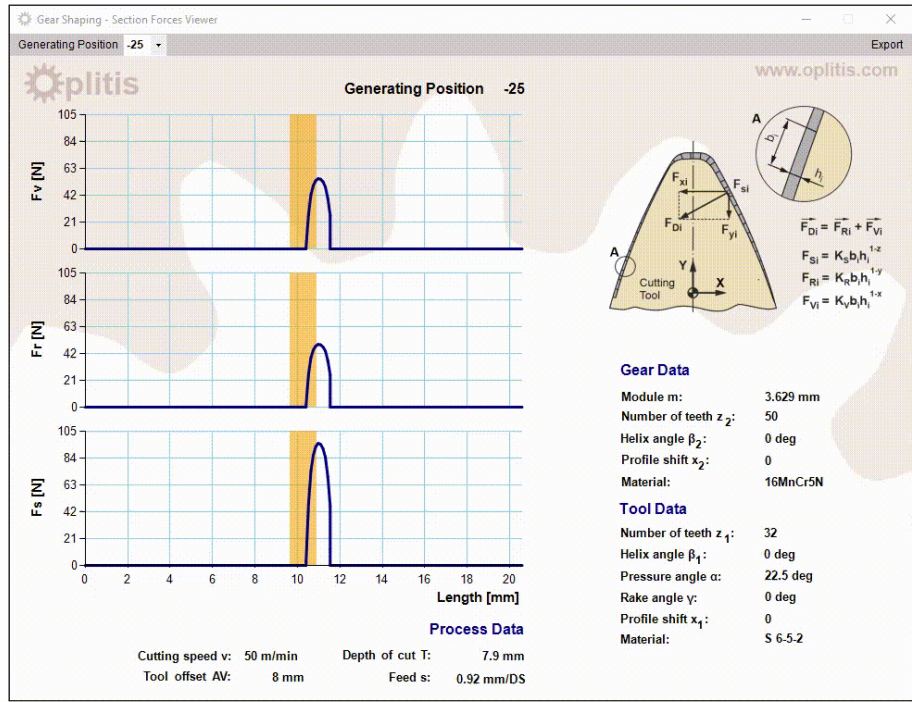 Gear Shaping - Section Forces Viewer
Generating Position -25
Export
Oplitis
www.oplitis.com
Generating Position -25
Fv [N]
105
84
63
42
21
0
Fr [N]
105
84
63
42
21
0
Fs [N]
105
84
63
42
21
0
0 2 4 6 8 10 12 14 16 18 20
Length [mm]
Process Data
Cutting speed v: 50 m/min Depth of cut T: 7.9 mm
Tool offset AV: 8 mm Feed s: 0.92 mm/DS
A
bᵢ
hᵢ
Fxi
Fsi
FDi
Fyi
A
Y
X
Cutting
Tool
FDi = FRi + FVi
FSi = KSbihi^1-z
FRi = KRbihi^1-y
FVi = KVbihi^1-x
Gear Data
Module m: 3.629 mm
Number of teeth z2: 50
Helix angle β2: 0 deg
Profile shift x2: 0
Material: 16MnCr5N
Tool Data
Number of teeth z1: 32
Helix angle β1: 0 deg
Pressure angle α: 22.5 deg
Rake angle γ: 0 deg
Profile shift x1: 0
Material: S 6-5-2